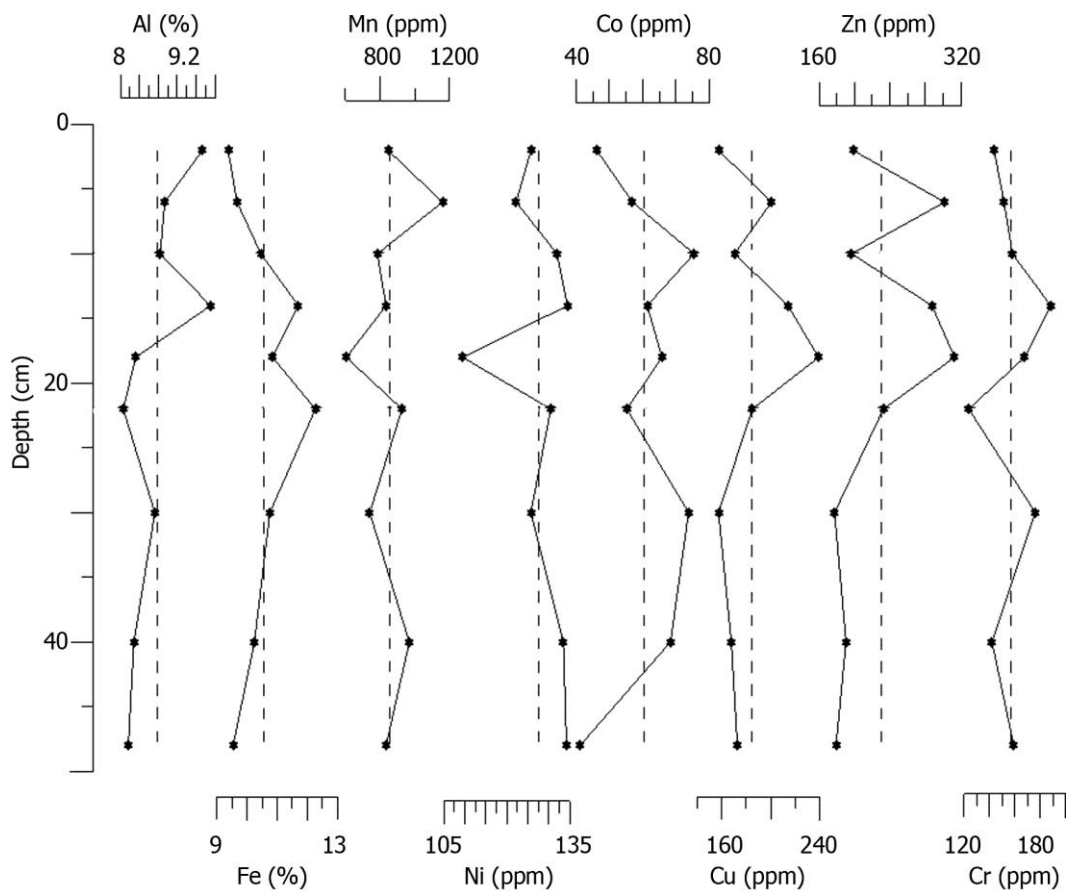 Al (%) Mn (ppm) Co (ppm) Zn (ppm)
8 9.2 800 1200 40 80 160 320
0
20
40
Depth (cm)
9 13 105 135 160 240 120 180
Fe (%) Ni (ppm) Cu (ppm) Cr (ppm)